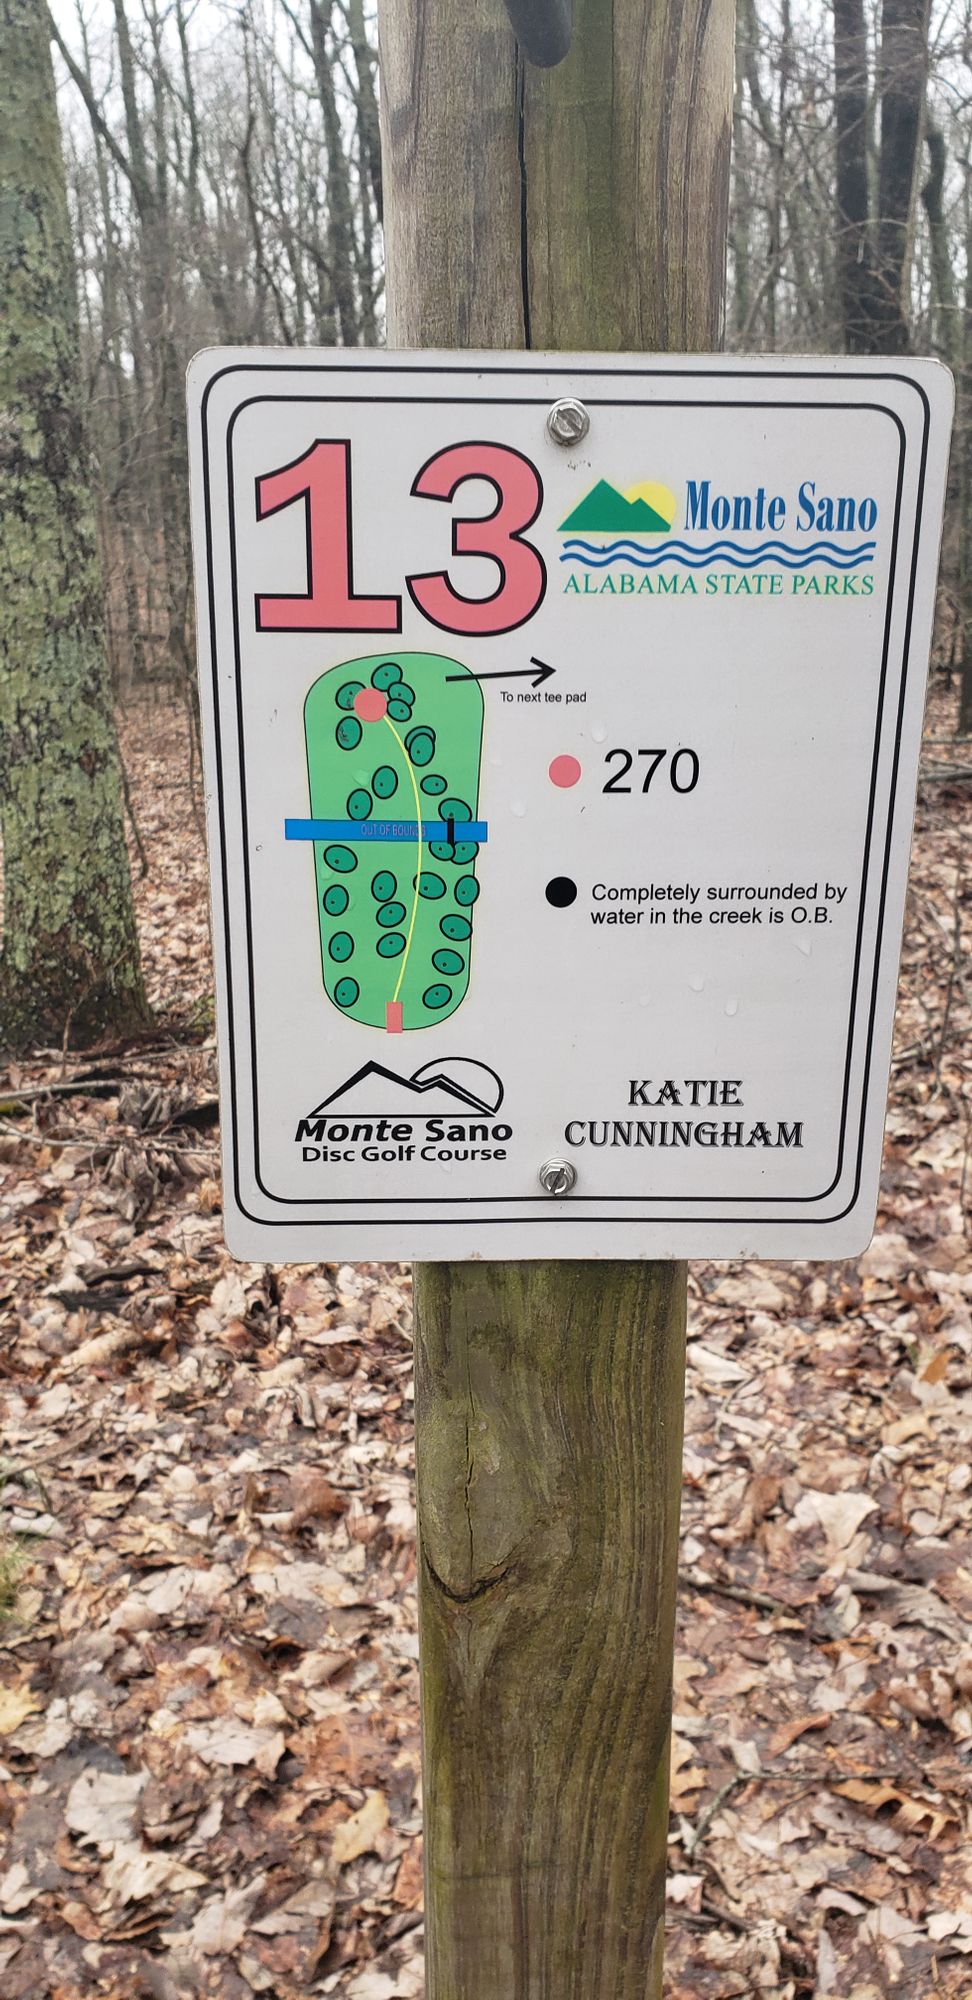 13
Monte Sano
ALABAMA STATE PARKS
To next tee pad
270
OUT OF BOUNDS
Completely surrounded by
water in the creek is O.B.
Monte Sano
Disc Golf Course
KATIE
CUNNINGHAM